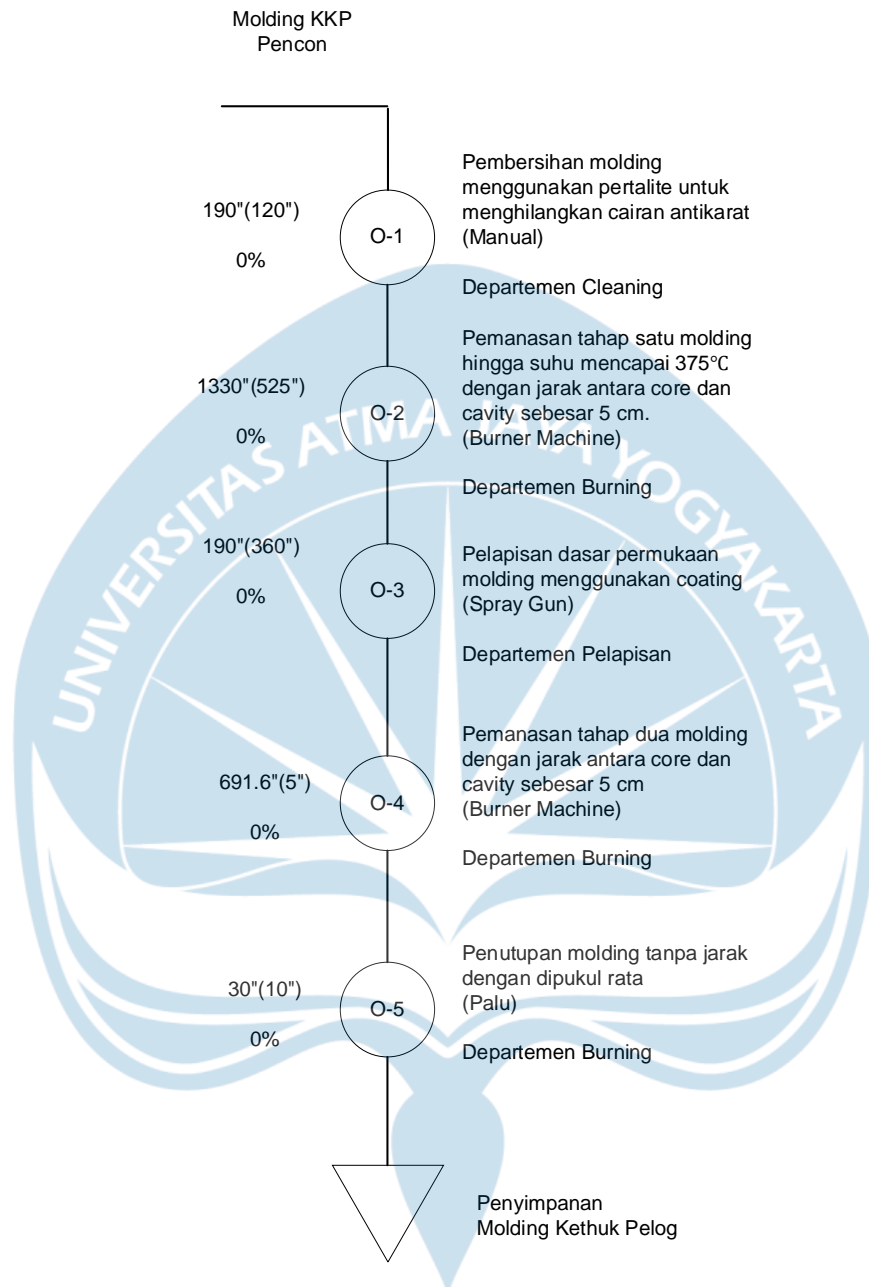 Molding KKP
Pencon
190"(120")
0%
O-1
Pembersihan molding
menggunakan pertalite untuk
menghilangkan cairan antikarat
(Manual)
Departemen Cleaning
1330"(525")
0%
O-2
Pemanasan tahap satu molding
hingga suhu mencapai 375℃
dengan jarak antara core dan
cavity sebesar 5 cm.
(Burner Machine)
Departemen Burning
190"(360")
0%
O-3
Pelapisan dasar permukaan
molding menggunakan coating
(Spray Gun)
Departemen Pelapisan
691.6"(5")
0%
O-4
Pemanasan tahap dua molding
dengan jarak antara core dan
cavity sebesar 5 cm
(Burner Machine)
Departemen Burning
30"(10")
0%
O-5
Penutupan molding tanpa jarak
dengan dipukul rata
(Palu)
Departemen Burning
Penyimpanan
Molding Kethuk Pelog
UNIVERSITAS ATMA JAYA YOGYAKARTA